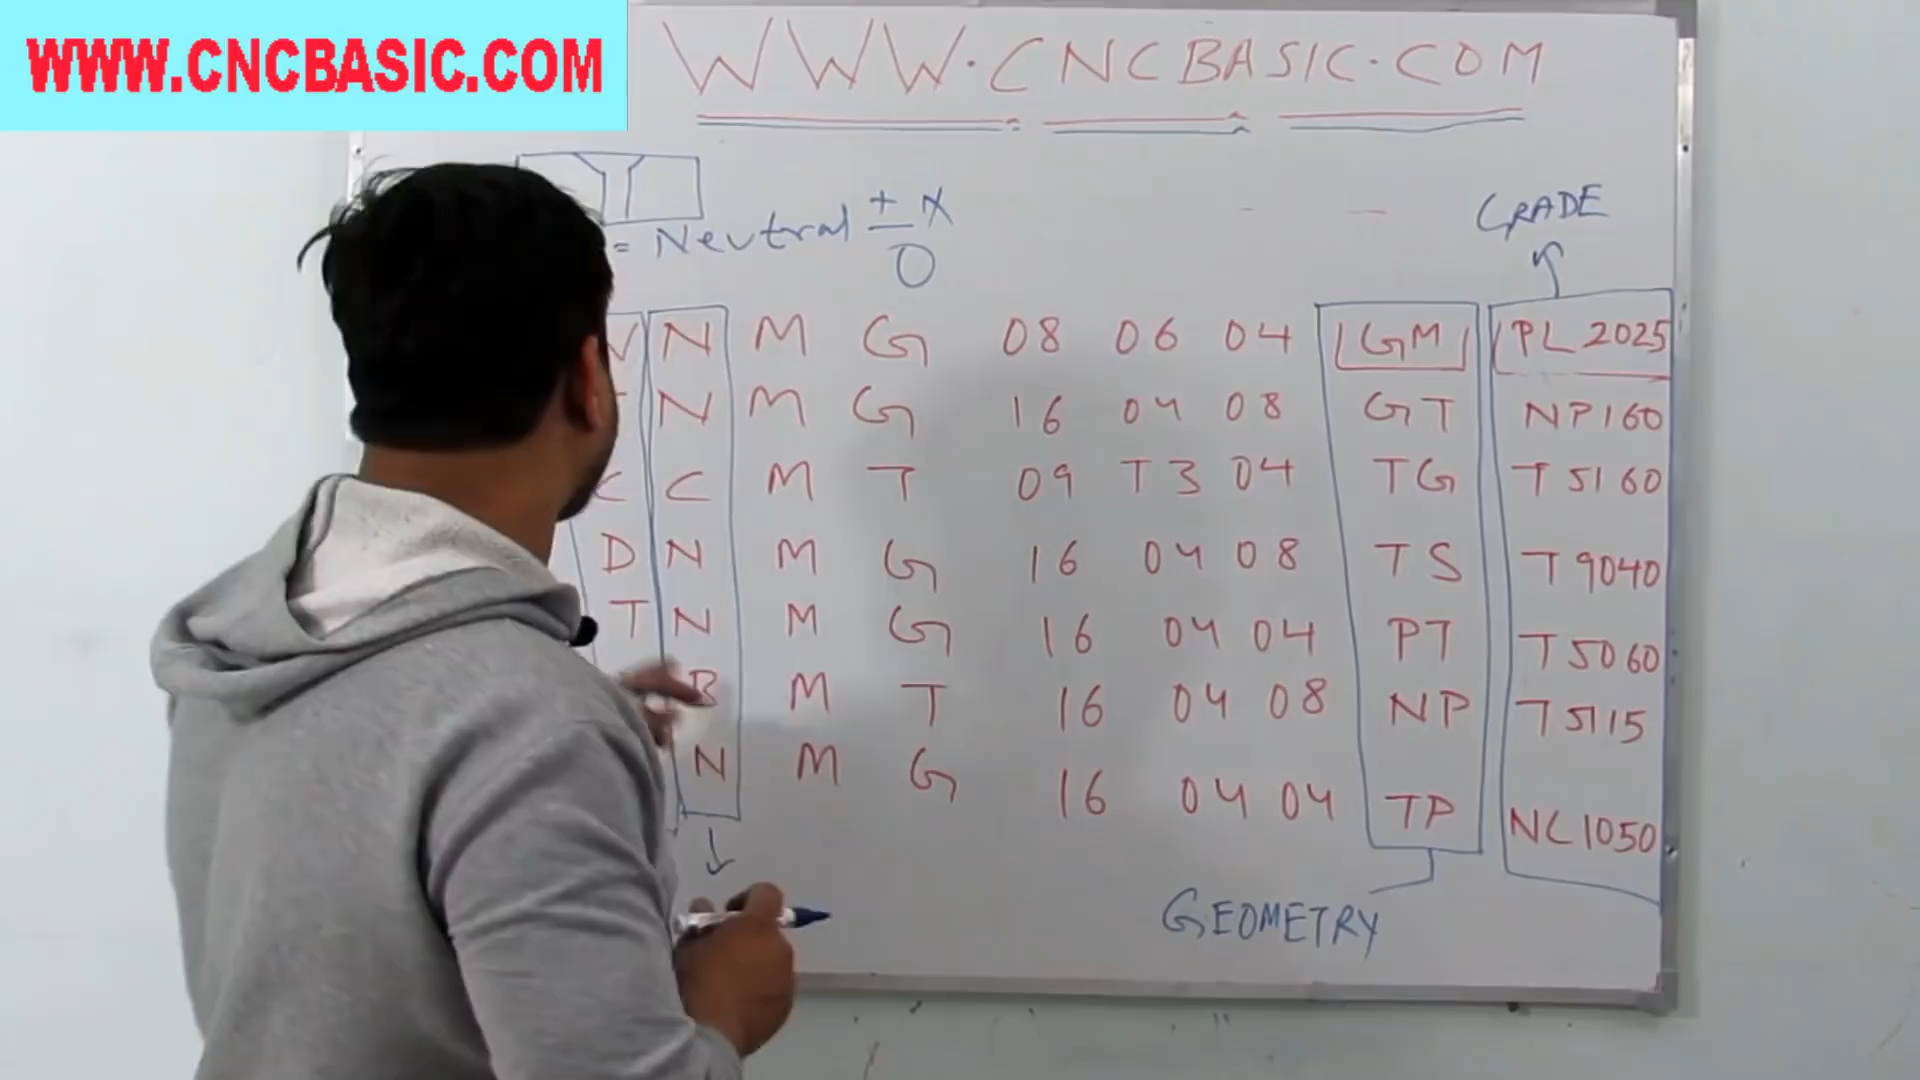 WWW.CNCBASIC.COM
WWW.CNCBASIC.COM
GRADE
= Neutral ± X
0
N M G 08 06 04 GM PL2025
N M G 16 04 08 GT NP160
C C M T 09 T3 04 TG T5160
D N M G 16 04 08 TS T9040
T N M G 16 04 04 PT T5060
B M T 16 04 08 NP T5115
N M G 16 04 04 TP NC1050
GEOMETRY